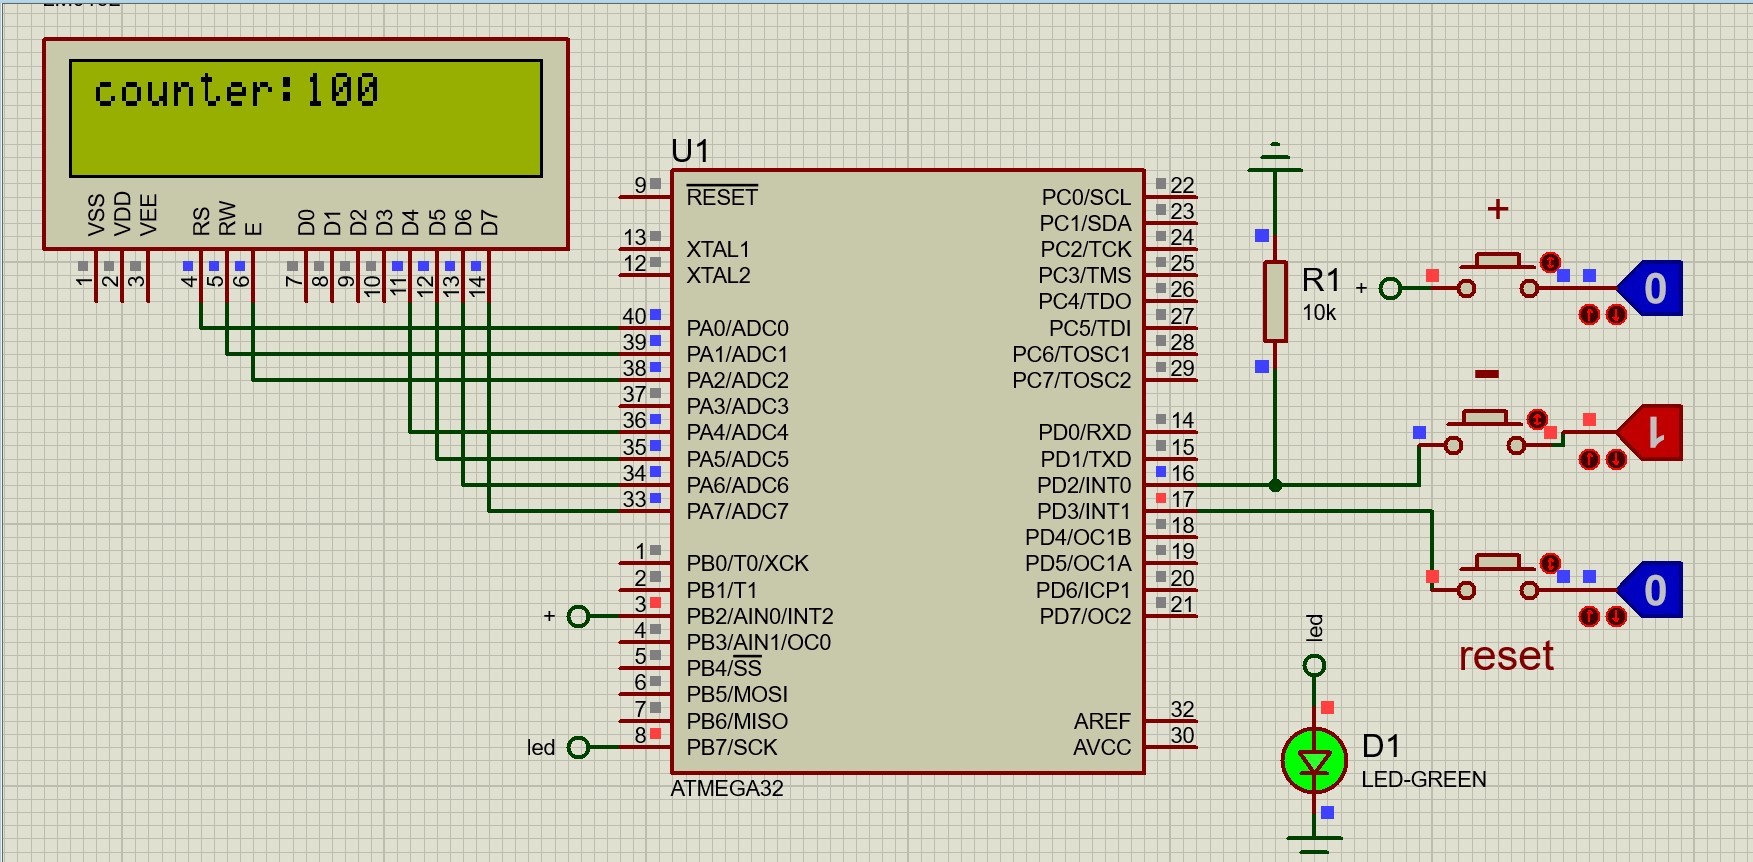 counter:100
VSS VDD VEE RS RW E D0 D1 D2 D3 D4 D5 D6 D7
1 2 3 4 5 6 7 8 9 10 11 12 13 14
U1
9 RESET
13 XTAL1
12 XTAL2
40 PA0/ADC0
39 PA1/ADC1
38 PA2/ADC2
37 PA3/ADC3
36 PA4/ADC4
35 PA5/ADC5
34 PA6/ADC6
33 PA7/ADC7
1 PB0/T0/XCK
2 PB1/T1
+ 3 PB2/AIN0/INT2
4 PB3/AIN1/OC0
5 PB4/SS
6 PB5/MOSI
7 PB6/MISO
led 8 PB7/SCK
PC0/SCL 22
PC1/SDA 23
PC2/TCK 24
PC3/TMS 25
PC4/TDO 26
PC5/TDI 27
PC6/TOSC1 28
PC7/TOSC2 29
PD0/RXD 14
PD1/TXD 15
PD2/INT0 16
PD3/INT1 17
PD4/OC1B 18
PD5/OC1A 19
PD6/ICP1 20
PD7/OC2 21
AREF 32
AVCC 30
ATMEGA32
R1
10k
+
+
0
-
1
0
reset
led
D1
LED-GREEN